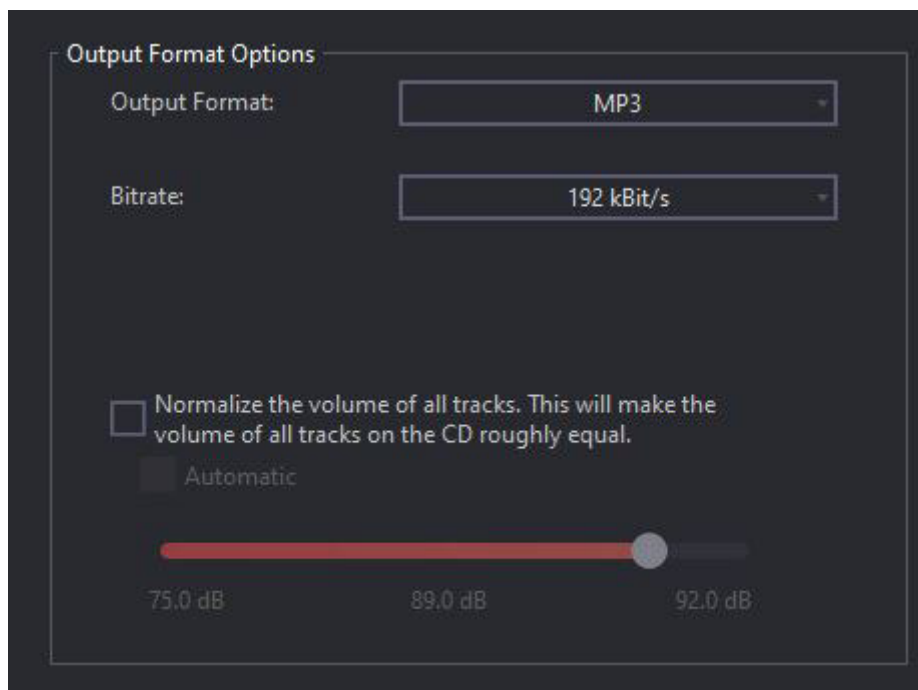 Output Format Options
Output Format:
MP3
Bitrate:
192 kBit/s
Normalize the volume of all tracks. This will make the
volume of all tracks on the CD roughly equal.
Automatic
75.0 dB
89.0 dB
92.0 dB